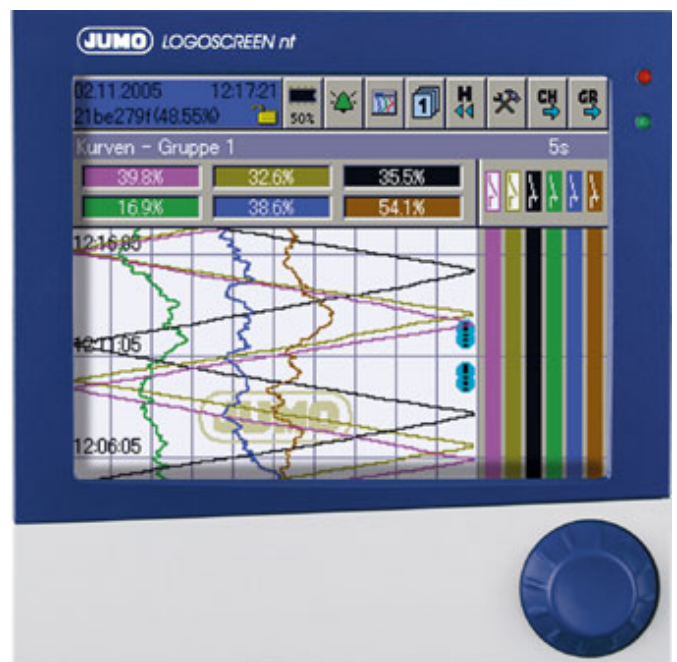 JUMO LOGOSCREEN nt
02.11.2005 12:17:21
21be279f(48.55%)
50%
1
H
CH
GR
Kurven - Gruppe 1 5s
39.8% 32.6% 35.5%
16.9% 38.6% 54.1%
12:16:03
12:11:05
JUMO
12:06:05